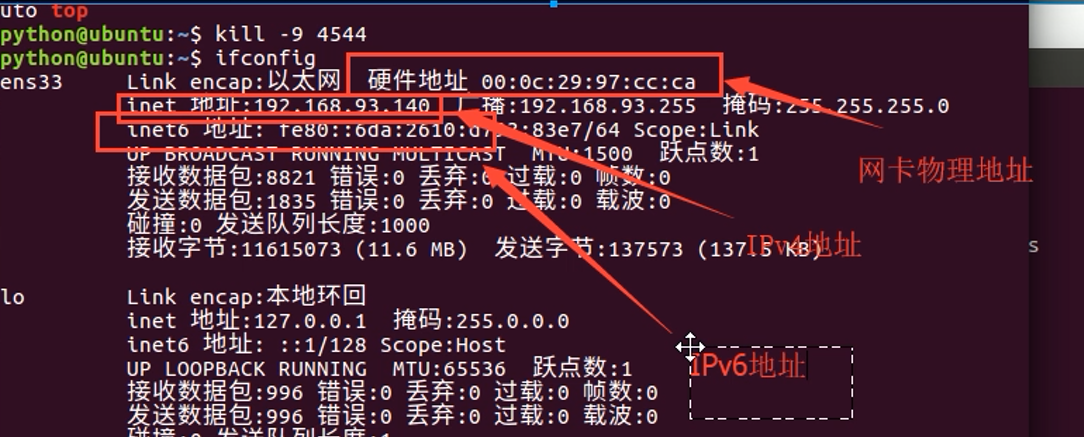 uto top
python@ubuntu:~$ kill -9 4544
python@ubuntu:~$ ifconfig
ens33 Link encap:以太网 硬件地址 00:0c:29:97:cc:ca
inet 地址:192.168.93.140 广播:192.168.93.255 掩码:255.255.255.0
inet6 地址: fe80::6da:2610: :83e7/64 Scope:Link
UP BROADCAST RUNNING MULTICAST MTU:1500 跃点数:1
网卡物理地址
接收数据包:8821 错误:0 丢弃:0 过载:0 帧数:0
发送数据包:1835 错误:0 丢弃:0 过载:0 载波:0
碰撞:0 发送队列长度:1000
IPv4地址
接收字节:11615073 (11.6 MB) 发送字节:137573 (137.5 KB)
s
lo Link encap:本地环回
inet 地址:127.0.0.1 掩码:255.0.0.0
inet6 地址: ::1/128 Scope:Host
UP LOOPBACK RUNNING MTU:65536 跃点数:1
IPv6地址
接收数据包:996 错误:0 丢弃:0 过载:0 帧数:0
发送数据包:996 错误:0 丢弃:0 过载:0 载波:0
碰撞:0 发送队列长度:1